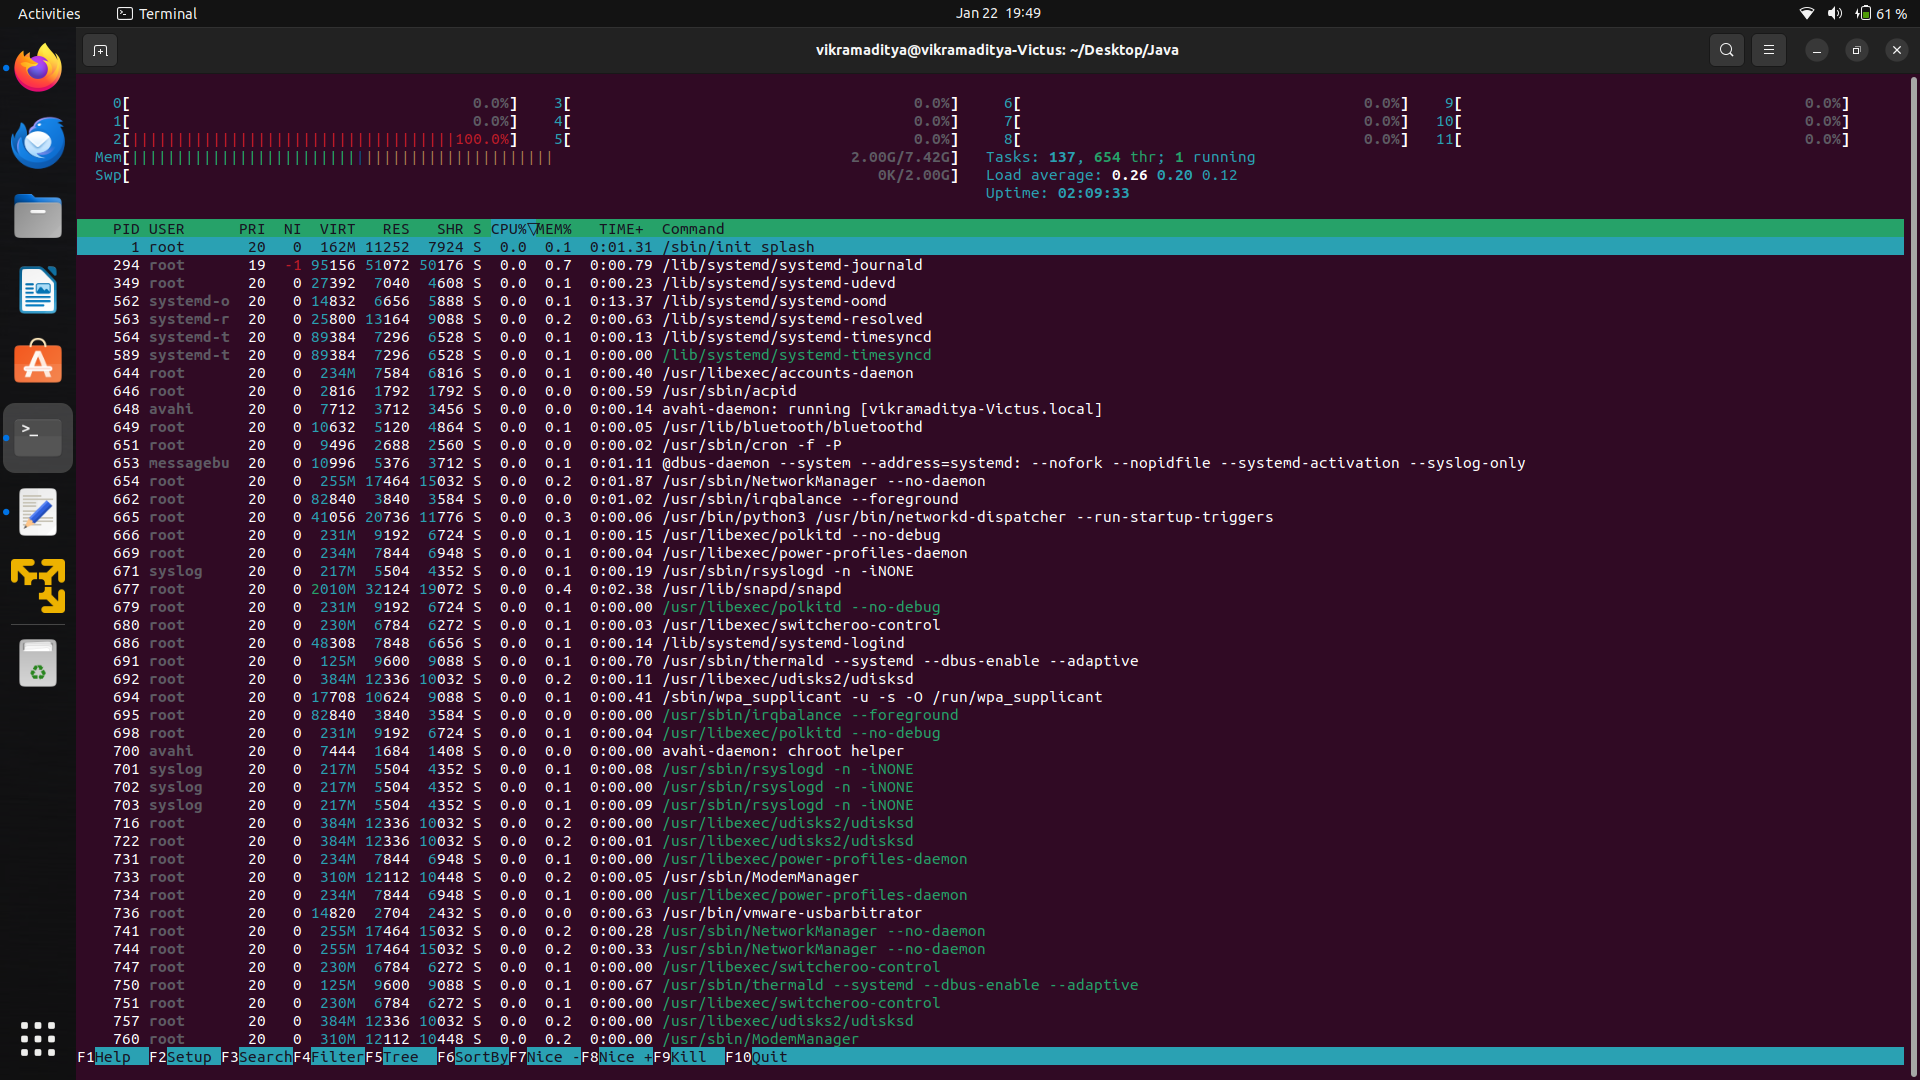 Activities Terminal Jan 22 19:49 61 %
vikramaditya@vikramaditya-Victus: ~/Desktop/Java
0[ 0.0%] 3[ 0.0%] 6[ 0.0%] 9[ 0.0%]
1[ 0.0%] 4[ 0.0%] 7[ 0.0%] 10[ 0.0%]
2[||||||||||||||||||||||||||||||||||||100.0%] 5[ 0.0%] 8[ 0.0%] 11[ 0.0%]
Mem[||||||||||||||||||||||||||||||||||||||||||||||| 2.00G/7.42G] Tasks: 137, 654 thr; 1 running
Swp[ 0K/2.00G] Load average: 0.26 0.20 0.12
Uptime: 02:09:33
PID USER PRI NI VIRT RES SHR S CPU%▽MEM% TIME+ Command
1 root 20 0 162M 11252 7924 S 0.0 0.1 0:01.31 /sbin/init splash
294 root 19 -1 95156 51072 50176 S 0.0 0.7 0:00.79 /lib/systemd/systemd-journald
349 root 20 0 27392 7040 4608 S 0.0 0.1 0:00.23 /lib/systemd/systemd-udevd
562 systemd-o 20 0 14832 6656 5888 S 0.0 0.1 0:13.37 /lib/systemd/systemd-oomd
563 systemd-r 20 0 25800 13164 9088 S 0.0 0.2 0:00.63 /lib/systemd/systemd-resolved
564 systemd-t 20 0 89384 7296 6528 S 0.0 0.1 0:00.13 /lib/systemd/systemd-timesyncd
589 systemd-t 20 0 89384 7296 6528 S 0.0 0.1 0:00.00 /lib/systemd/systemd-timesyncd
644 root 20 0 234M 7584 6816 S 0.0 0.1 0:00.40 /usr/libexec/accounts-daemon
646 root 20 0 2816 1792 1792 S 0.0 0.0 0:00.59 /usr/sbin/acpid
648 avahi 20 0 7712 3712 3456 S 0.0 0.0 0:00.14 avahi-daemon: running [vikramaditya-Victus.local]
649 root 20 0 10632 5120 4864 S 0.0 0.1 0:00.05 /usr/lib/bluetooth/bluetoothd
651 root 20 0 9496 2688 2560 S 0.0 0.0 0:00.02 /usr/sbin/cron -f -P
653 messagebu 20 0 10996 5376 3712 S 0.0 0.1 0:01.11 @dbus-daemon --system --address=systemd: --nofork --nopidfile --systemd-activation --syslog-only
654 root 20 0 255M 17464 15032 S 0.0 0.2 0:01.87 /usr/sbin/NetworkManager --no-daemon
662 root 20 0 82840 3840 3584 S 0.0 0.0 0:01.02 /usr/sbin/irqbalance --foreground
665 root 20 0 41056 20736 11776 S 0.0 0.3 0:00.06 /usr/bin/python3 /usr/bin/networkd-dispatcher --run-startup-triggers
666 root 20 0 231M 9192 6724 S 0.0 0.1 0:00.15 /usr/libexec/polkitd --no-debug
669 root 20 0 234M 7844 6948 S 0.0 0.1 0:00.04 /usr/libexec/power-profiles-daemon
671 syslog 20 0 217M 5504 4352 S 0.0 0.1 0:00.19 /usr/sbin/rsyslogd -n -iNONE
677 root 20 0 2010M 32124 19072 S 0.0 0.4 0:02.38 /usr/lib/snapd/snapd
679 root 20 0 231M 9192 6724 S 0.0 0.1 0:00.00 /usr/libexec/polkitd --no-debug
680 root 20 0 230M 6784 6272 S 0.0 0.1 0:00.03 /usr/libexec/switcheroo-control
686 root 20 0 48308 7848 6656 S 0.0 0.1 0:00.14 /lib/systemd/systemd-logind
691 root 20 0 125M 9600 9088 S 0.0 0.1 0:00.70 /usr/sbin/thermald --systemd --dbus-enable --adaptive
692 root 20 0 384M 12336 10032 S 0.0 0.2 0:00.11 /usr/libexec/udisks2/udisksd
694 root 20 0 17708 10624 9088 S 0.0 0.1 0:00.41 /sbin/wpa_supplicant -u -s -O /run/wpa_supplicant
695 root 20 0 82840 3840 3584 S 0.0 0.0 0:00.00 /usr/sbin/irqbalance --foreground
698 root 20 0 231M 9192 6724 S 0.0 0.1 0:00.04 /usr/libexec/polkitd --no-debug
700 avahi 20 0 7444 1684 1408 S 0.0 0.0 0:00.00 avahi-daemon: chroot helper
701 syslog 20 0 217M 5504 4352 S 0.0 0.1 0:00.08 /usr/sbin/rsyslogd -n -iNONE
702 syslog 20 0 217M 5504 4352 S 0.0 0.1 0:00.00 /usr/sbin/rsyslogd -n -iNONE
703 syslog 20 0 217M 5504 4352 S 0.0 0.1 0:00.09 /usr/sbin/rsyslogd -n -iNONE
716 root 20 0 384M 12336 10032 S 0.0 0.2 0:00.00 /usr/libexec/udisks2/udisksd
722 root 20 0 384M 12336 10032 S 0.0 0.2 0:00.01 /usr/libexec/udisks2/udisksd
731 root 20 0 234M 7844 6948 S 0.0 0.1 0:00.00 /usr/libexec/power-profiles-daemon
733 root 20 0 310M 12112 10448 S 0.0 0.2 0:00.05 /usr/sbin/ModemManager
734 root 20 0 234M 7844 6948 S 0.0 0.1 0:00.00 /usr/libexec/power-profiles-daemon
736 root 20 0 14820 2704 2432 S 0.0 0.0 0:00.63 /usr/bin/vmware-usbarbitrator
741 root 20 0 255M 17464 15032 S 0.0 0.2 0:00.28 /usr/sbin/NetworkManager --no-daemon
744 root 20 0 255M 17464 15032 S 0.0 0.2 0:00.33 /usr/sbin/NetworkManager --no-daemon
747 root 20 0 230M 6784 6272 S 0.0 0.1 0:00.00 /usr/libexec/switcheroo-control
750 root 20 0 125M 9600 9088 S 0.0 0.1 0:00.67 /usr/sbin/thermald --systemd --dbus-enable --adaptive
751 root 20 0 230M 6784 6272 S 0.0 0.1 0:00.00 /usr/libexec/switcheroo-control
757 root 20 0 384M 12336 10032 S 0.0 0.2 0:00.00 /usr/libexec/udisks2/udisksd
760 root 20 0 310M 12112 10448 S 0.0 0.2 0:00.00 /usr/sbin/ModemManager
F1Help F2Setup F3SearchF4FilterF5Tree F6SortByF7Nice -F8Nice +F9Kill F10Quit